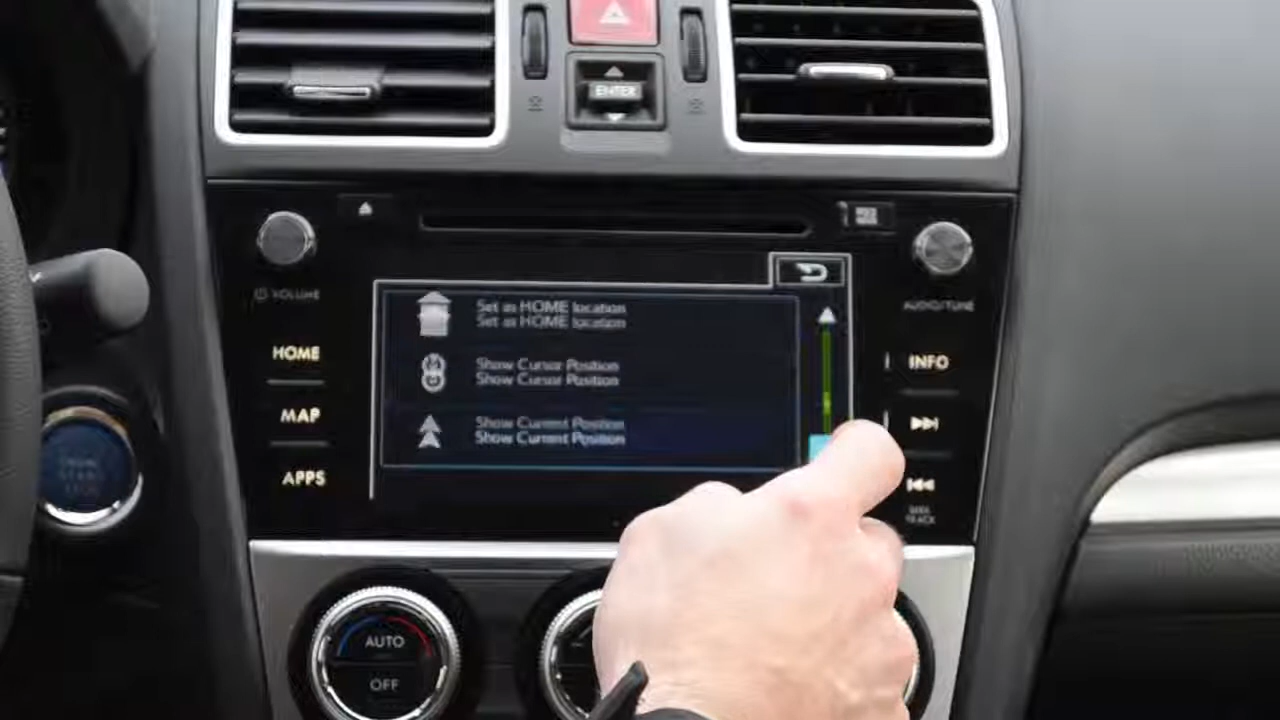 ENTER
VOLUME
AUDIO/TUNE
Set as HOME location
Set as HOME location
HOME
INFO
Show Cursor Position
Show Cursor Position
MAP
Show Current Position
Show Current Position
APPS
TRACK
AUTO
OFF